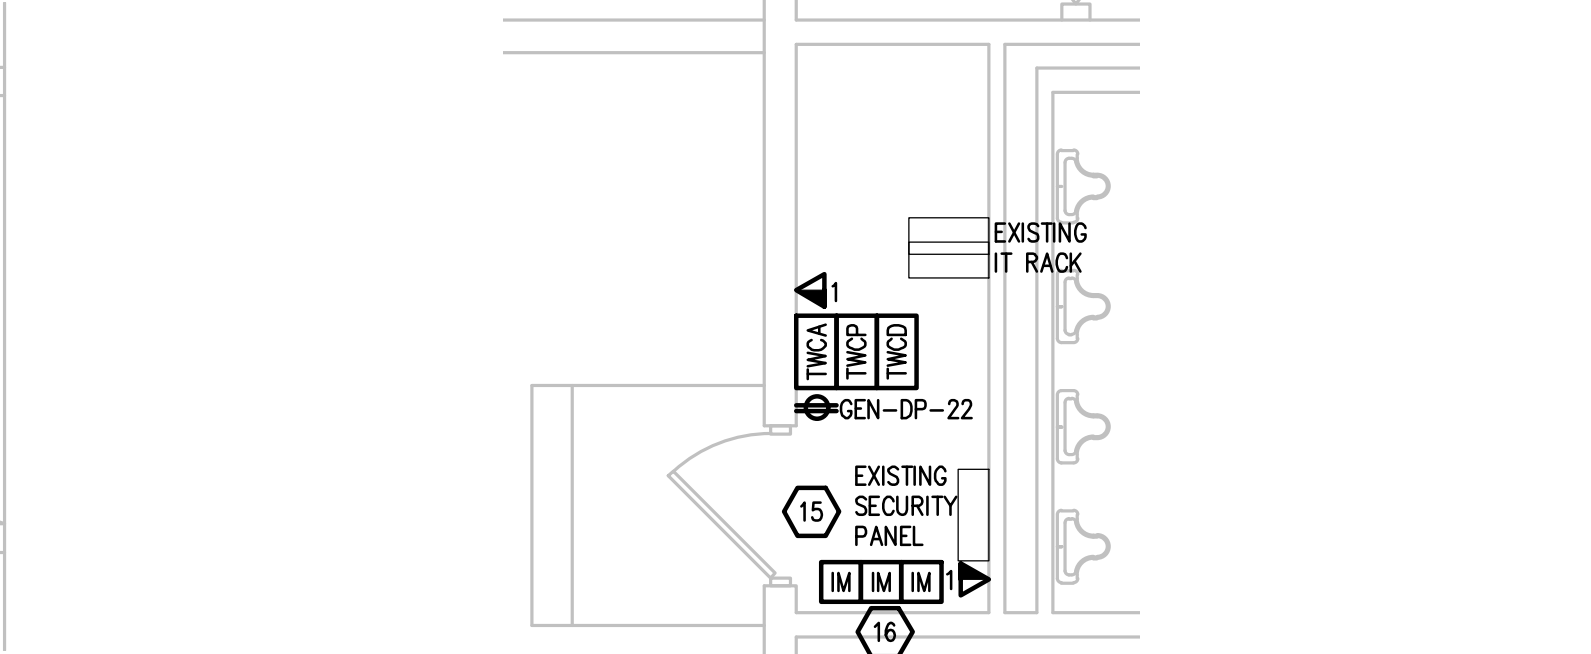 EXISTING
IT RACK
1
TWCA
TWCP
TWCD
GEN-DP-22
EXISTING
SECURITY
PANEL
15
IM
IM
IM
1
16